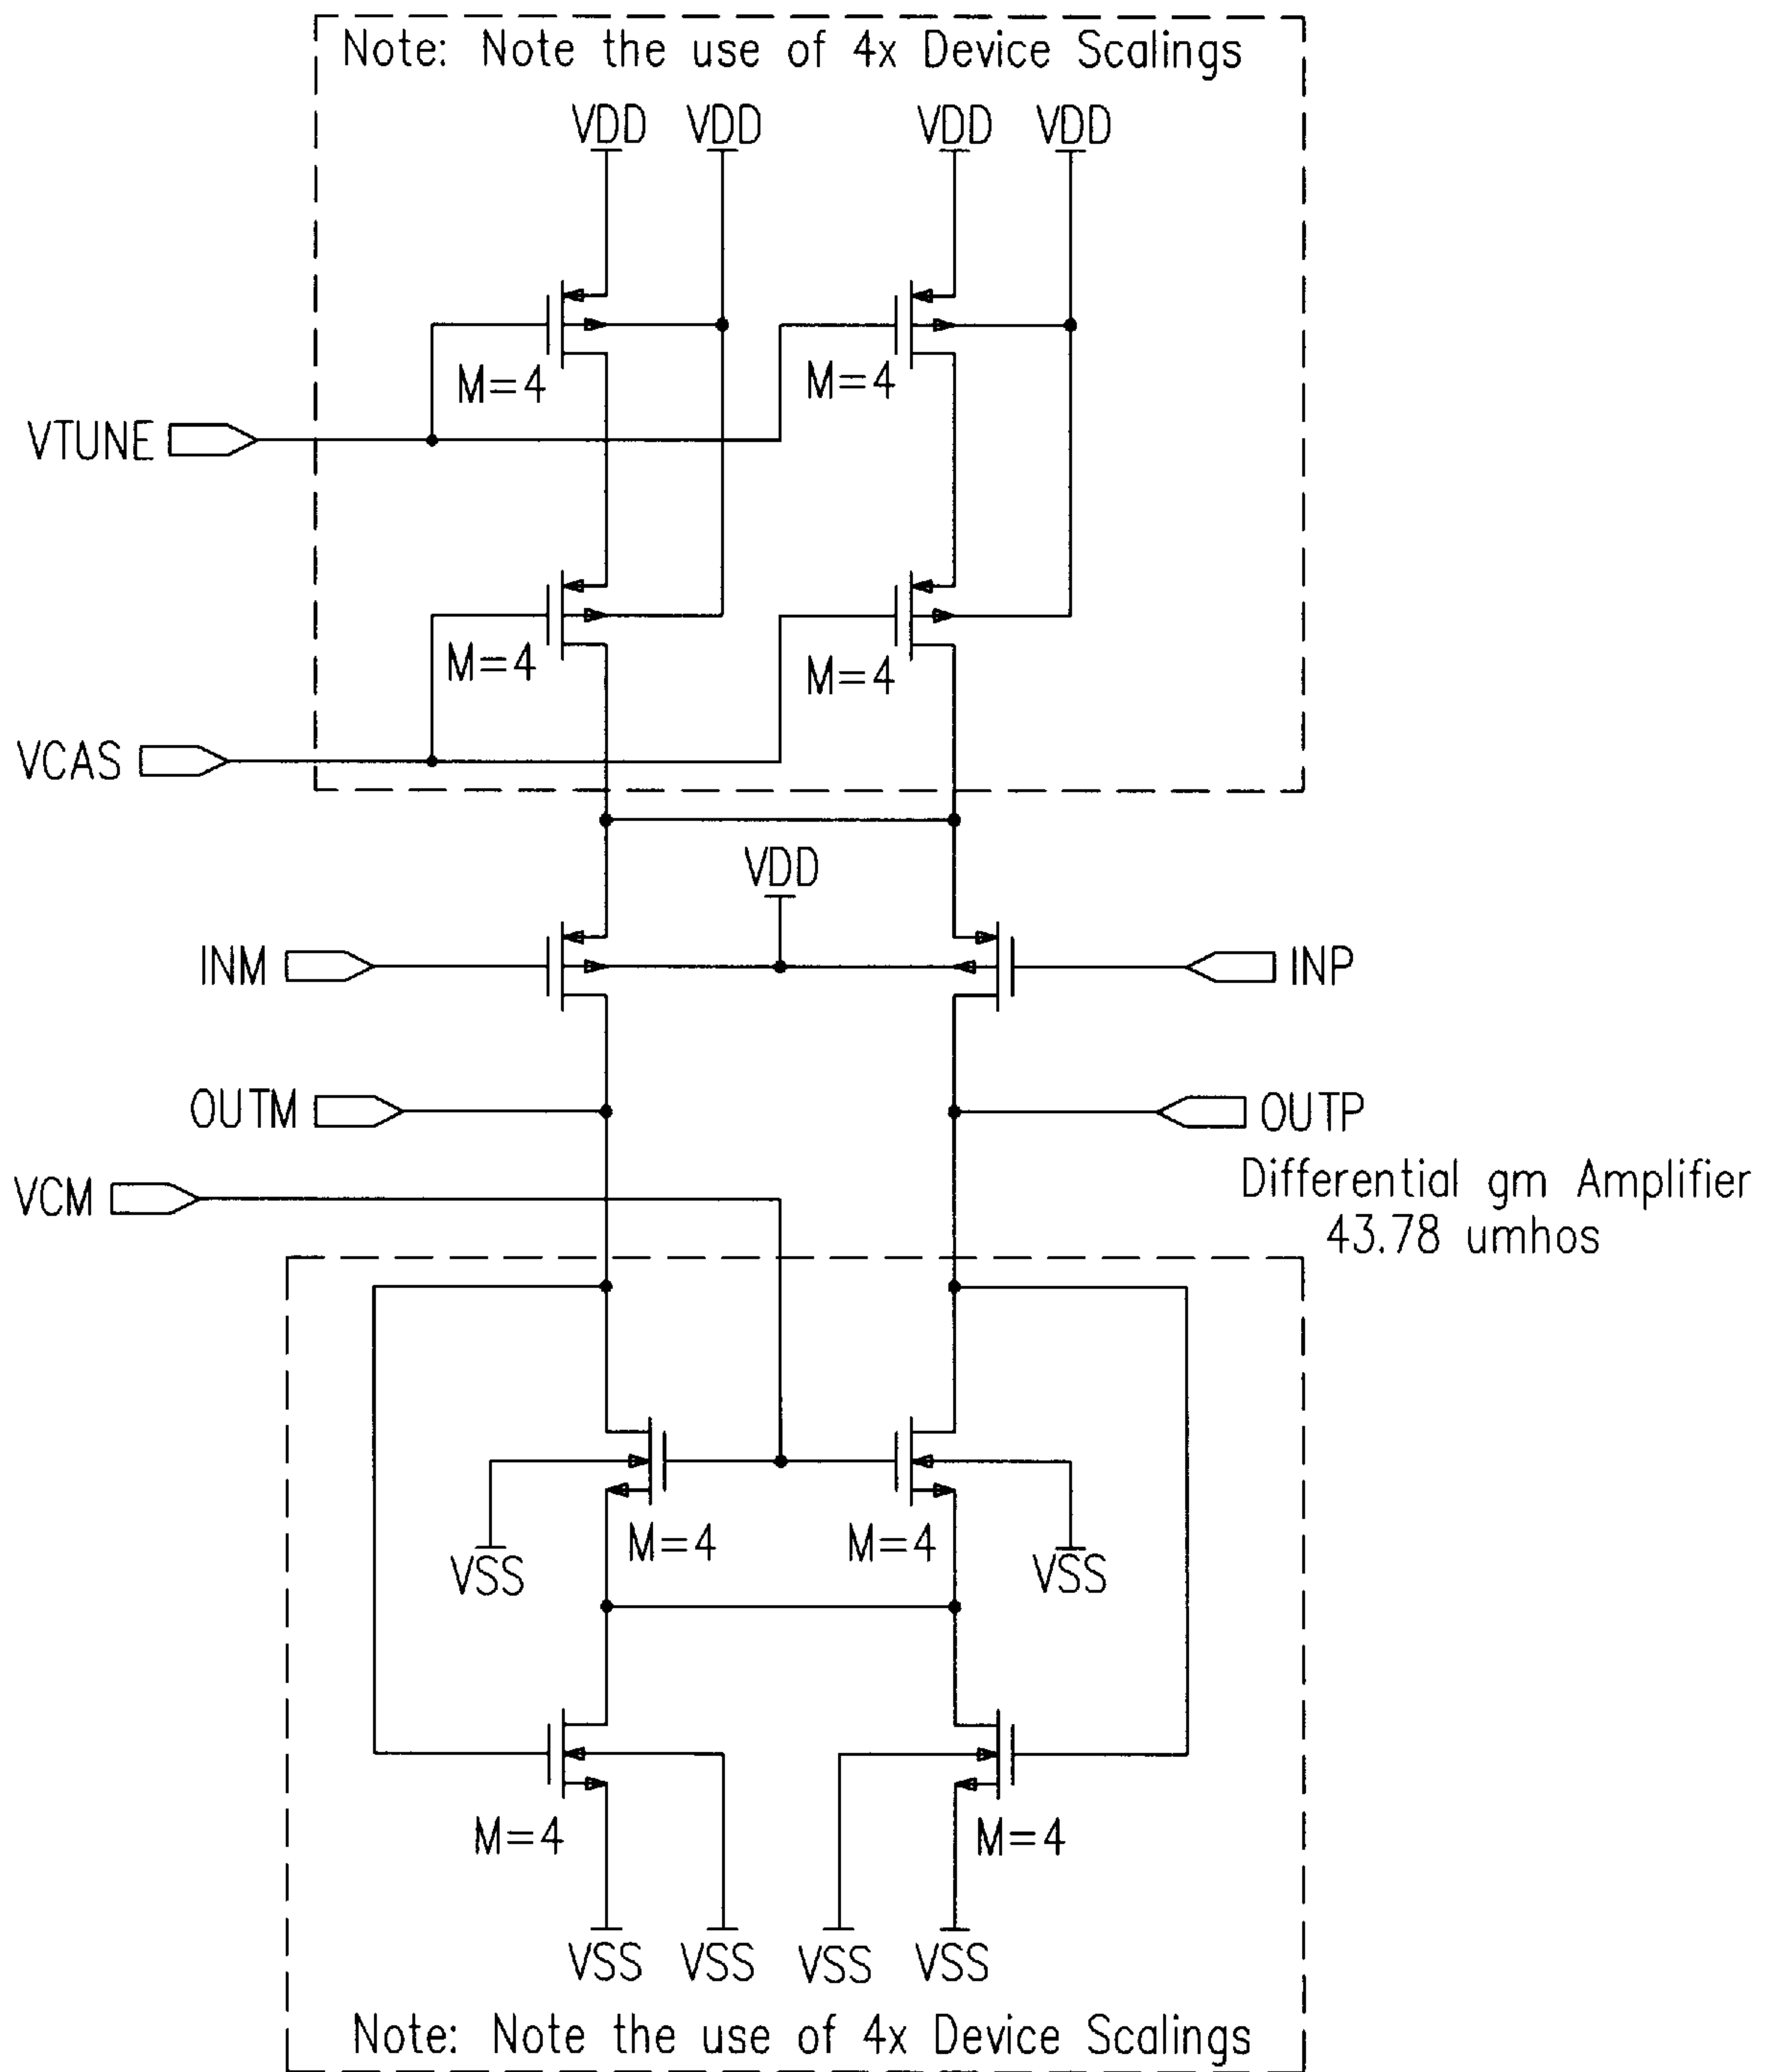 Note: Note the use of 4x Device Scalings
VDD VDD VDD VDD
M=4 M=4
VTUNE
M=4 M=4
VCAS
VDD
INM INP
OUTM OUTP
VCM
Differential gm Amplifier
43.78 umhos
M=4 M=4
VSS VSS
M=4 M=4
VSS VSS VSS VSS
Note: Note the use of 4x Device Scalings